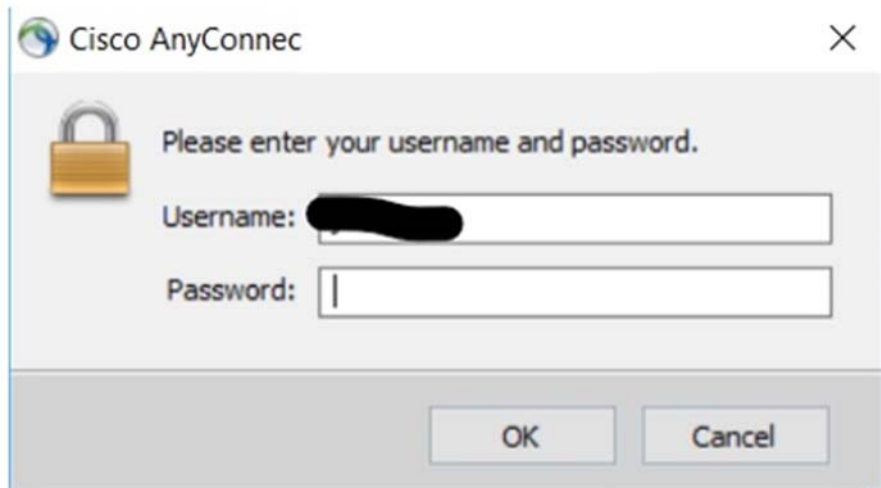 Cisco AnyConnec
Please enter your username and password.
Username:
Password:
OK
Cancel